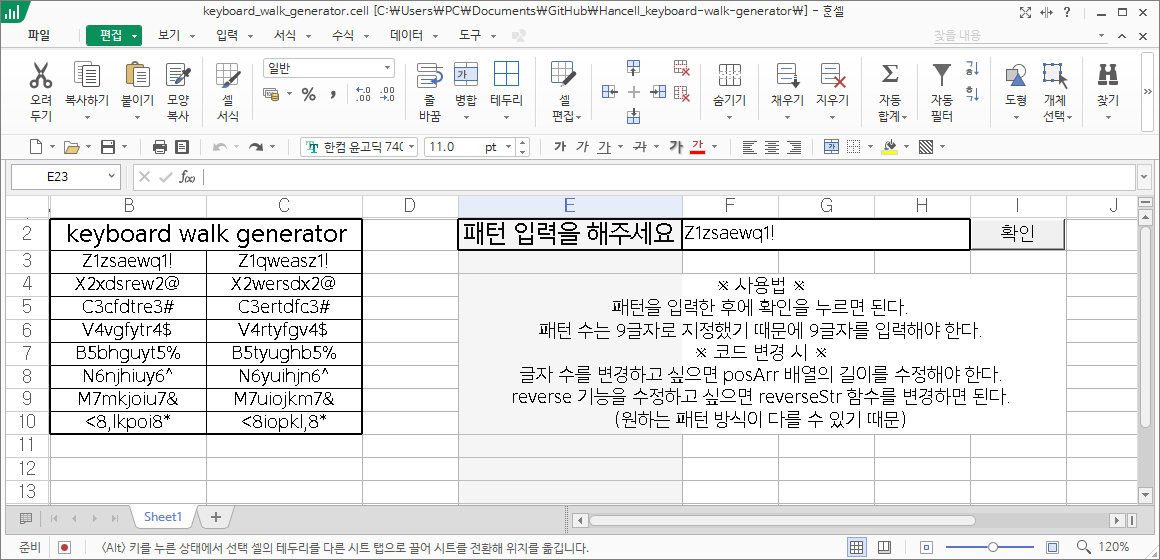 keyboard_walk_generator.cell [C:₩Users₩PC₩Documents₩GitHub₩Hancell_keyboard-walk-generator₩] - 훈셀
파일 편집 보기 입력 서식 수식 데이터 도구 찾을 내용
오려 두기 복사하기 붙이기 모양 복사 셀 서식 일반 줄 바꿈 병합 테두리 셀 편집 숨기기 채우기 지우기 자동 합계 자동 필터 도형 개체 선택 찾기
한컴 윤고딕 740 11.0 pt 가 가 가 가 가 가
E23
B C D E F G H I J
2 keyboard walk generator 패턴 입력을 해주세요 Z1zsaewq1! 확인
3 Z1zsaewq1! Z1qweasz1!
4 X2xdsrew2@ X2wersdx2@ ※ 사용법 ※
5 C3cfdtre3# C3ertdfc3# 패턴을 입력한 후에 확인을 누르면 된다.
6 V4vgfytr4$ V4rtyfgv4$ 패턴 수는 9글자로 지정했기 때문에 9글자를 입력해야 한다.
7 B5bhguyt5% B5tyughb5% ※ 코드 변경 시 ※
8 N6njhiuy6^ N6yuihjn6^ 글자 수를 변경하고 싶으면 posArr 배열의 길이를 수정해야 한다.
9 M7mkjoiu7& M7uiojkm7& reverse 기능을 수정하고 싶으면 reverseStr 함수를 변경하면 된다.
10 <8,lkpoi8* <8iopkl,8* (원하는 패턴 방식이 다를 수 있기 때문)
11
12
13
Sheet1
준비 〈Alt〉 키를 누른 상태에서 선택 셀의 테두리를 다른 시트 탭으로 끌어 시트를 전환해 위치를 옮깁니다. 120%